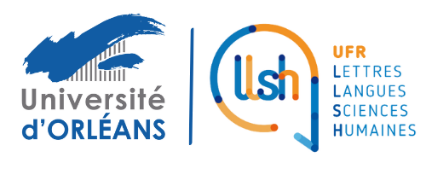 Université
d'ORLÉANS
llsh
UFR
LETTRES
LANGUES
SCIENCES
HUMAINES